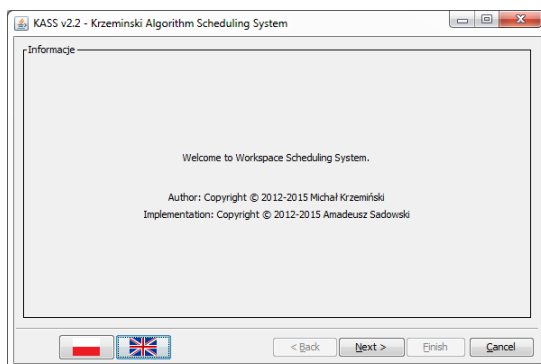 KASS v2.2 - Krzeminski Algorithm Scheduling System
Informacje
Welcome to Workspace Scheduling System.
Author: Copyright © 2012-2015 Michał Krzemiński
Implementation: Copyright © 2012-2015 Amadeusz Sadowski
< Back Next > Finish Cancel